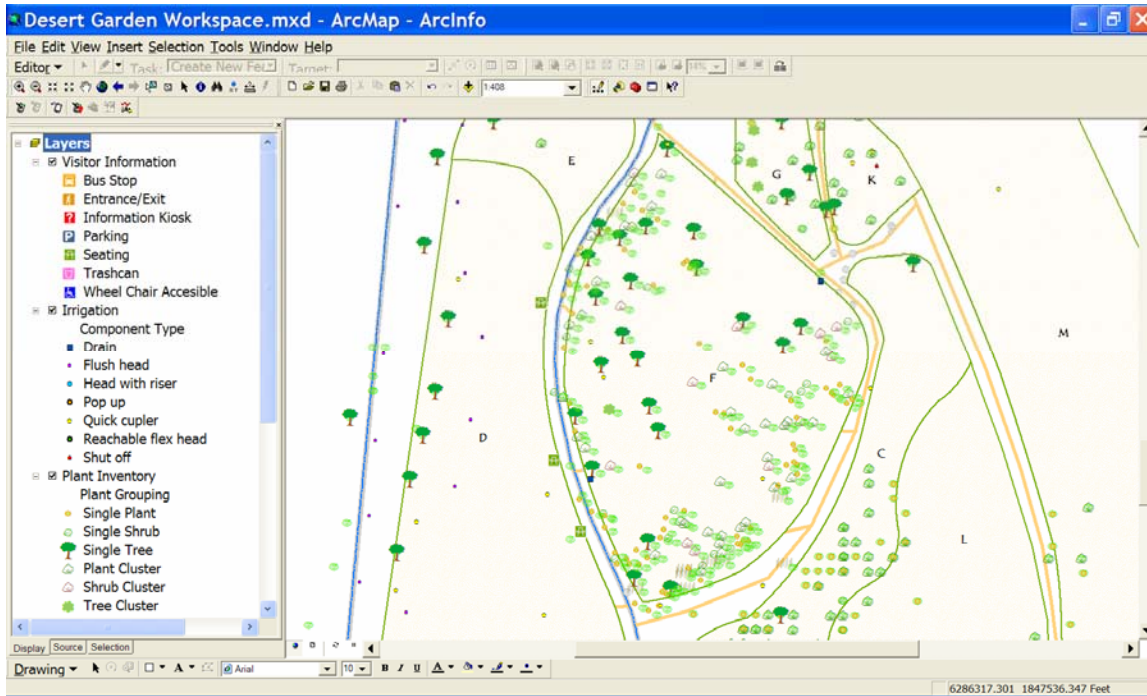 Desert Garden Workspace.mxd - ArcMap - ArcInfo
File Edit View Insert Selection Tools Window Help
Editor Task: Create New Fea Target:
1:408
Layers
Visitor Information
Bus Stop
Entrance/Exit
Information Kiosk
Parking
Seating
Trashcan
Wheel Chair Accesible
Irrigation
Component Type
Drain
Flush head
Head with riser
Pop up
Quick cupler
Reachable flex head
Shut off
Plant Inventory
Plant Grouping
Single Plant
Single Shrub
Single Tree
Plant Cluster
Shrub Cluster
Tree Cluster
Display Source Selection
E
G
K
M
F
D
C
L
Drawing A Arial 10 B I U A
6286317.301 1847536.347 Feet